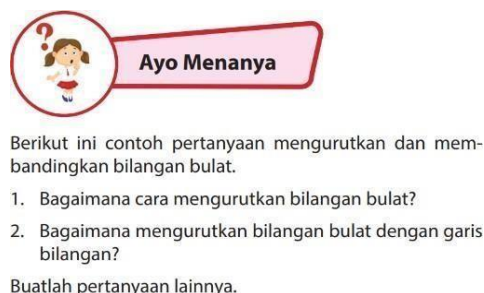 Ayo Menanya
Berikut ini contoh pertanyaan mengurutkan dan mem-
bandingkan bilangan bulat.
1. Bagaimana cara mengurutkan bilangan bulat?
2. Bagaimana mengurutkan bilangan bulat dengan garis
bilangan?
Buatlah pertanyaan lainnya.